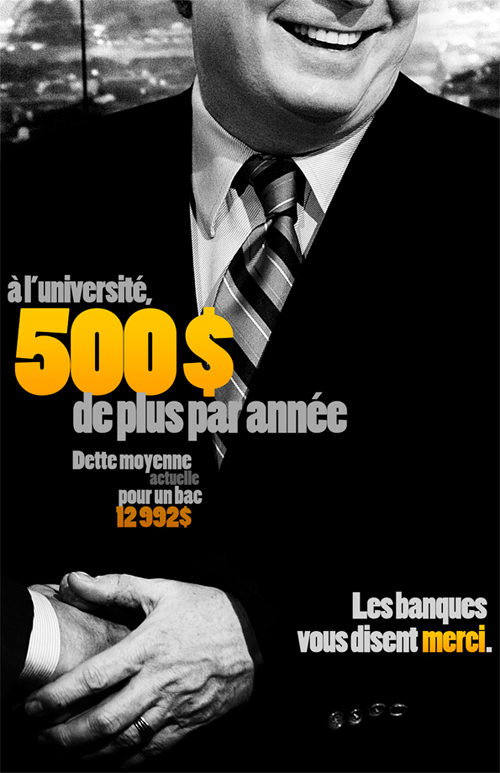 à l'université,
500$
de plus par année
Dette moyenne
actuelle
pour un bac
12 992$
Les banques
vous disent merci.